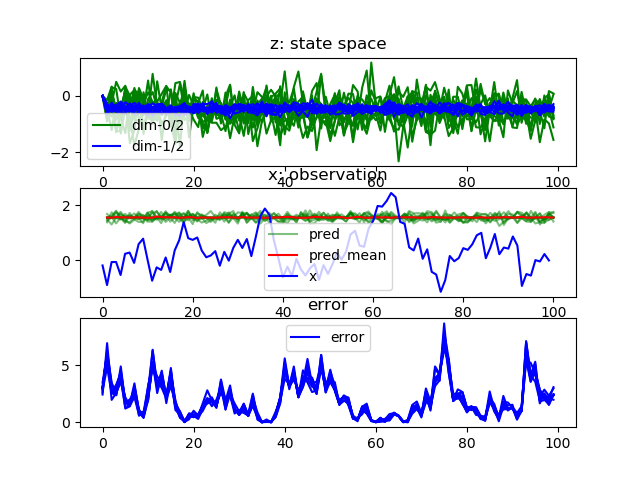 z: state space
0
−2
dim-0/2
dim-1/2
0 20 40 60 80 100
x: observation
2
0
pred
pred_mean
x
0 20 40 60 80 100
error
5
0
error
0 20 40 60 80 100